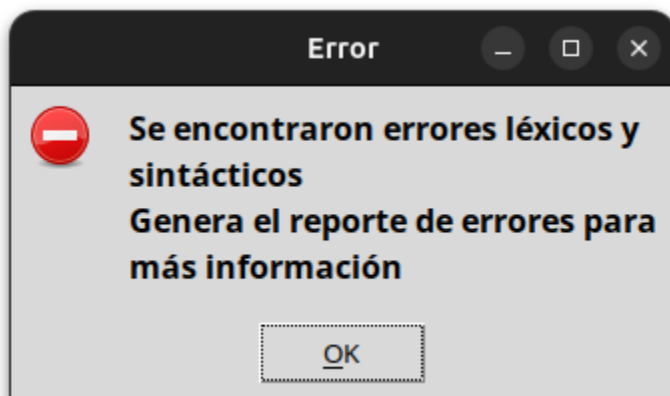 Error
Se encontraron errores léxicos y
sintácticos
Genera el reporte de errores para
más información
OK